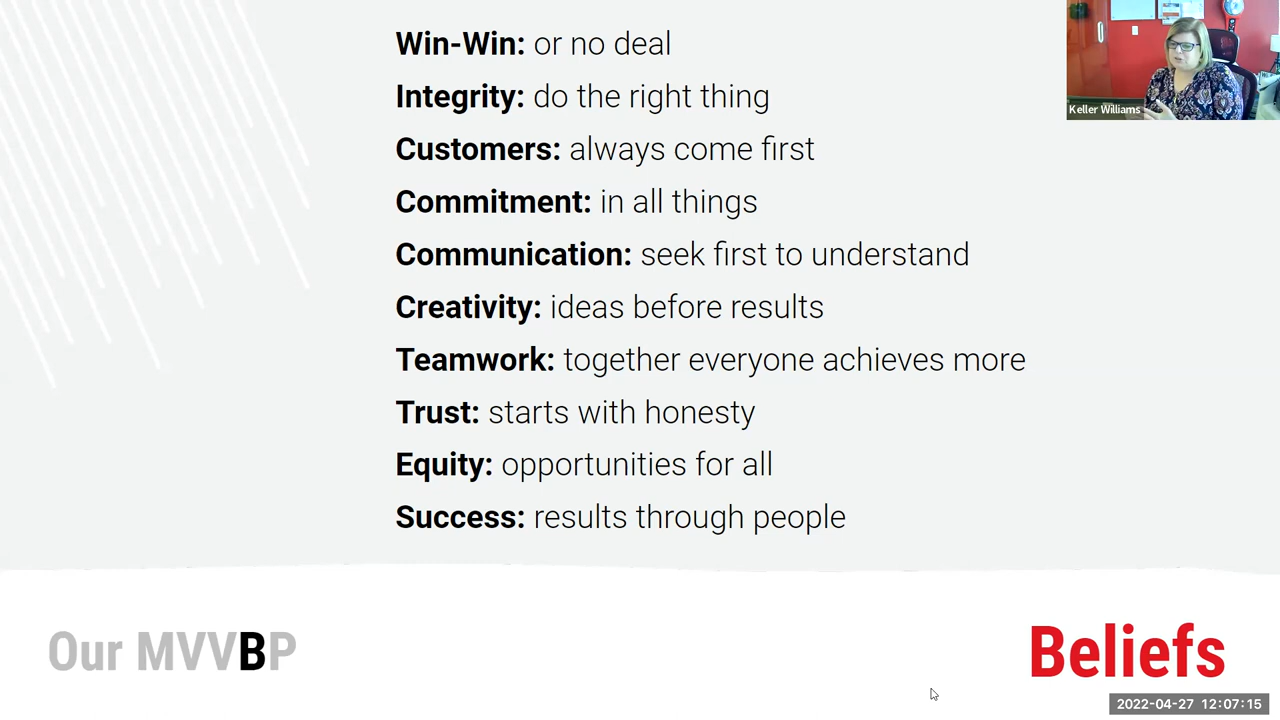 Win-Win: or no deal
Integrity: do the right thing
Customers: always come first
Commitment: in all things
Communication: seek first to understand
Creativity: ideas before results
Teamwork: together everyone achieves more
Trust: starts with honesty
Equity: opportunities for all
Success: results through people
Keller Williams
Our MVVBP
Beliefs
2022-04-27 12:07:15